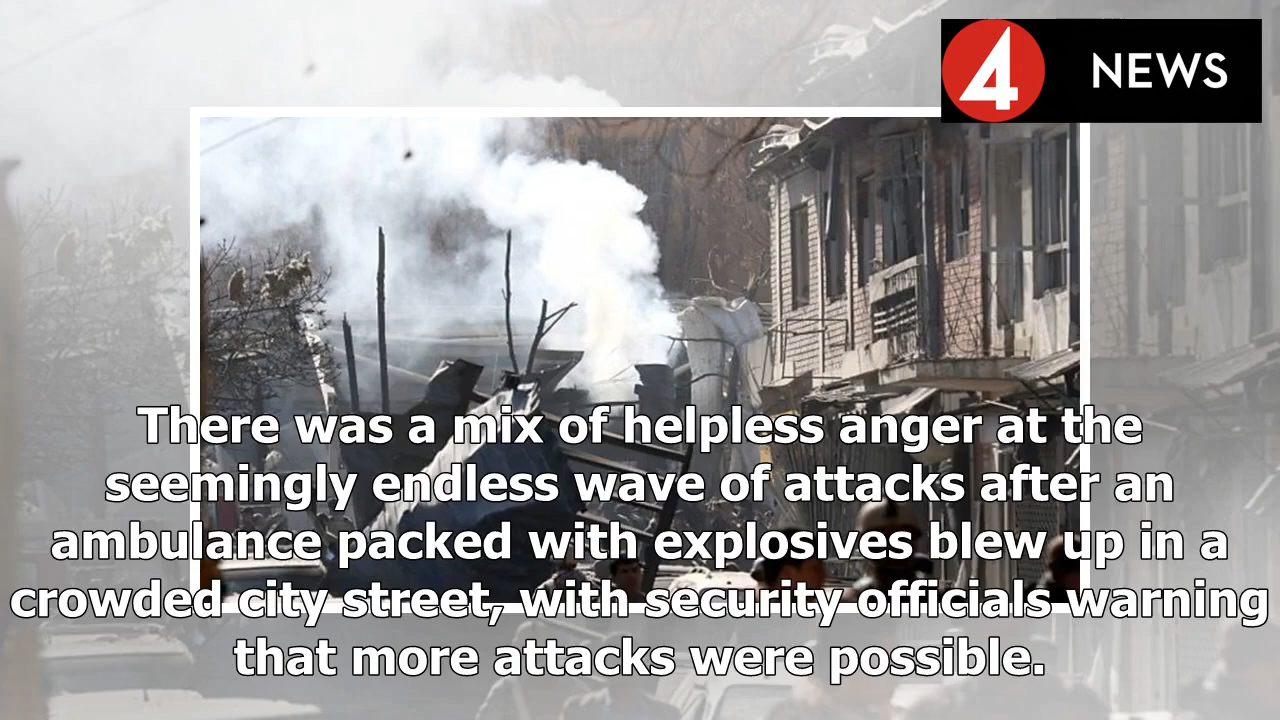 4 NEWS
There was a mix of helpless anger at the
seemingly endless wave of attacks after an
ambulance packed with explosives blew up in a
crowded city street, with security officials warning
that more attacks were possible.